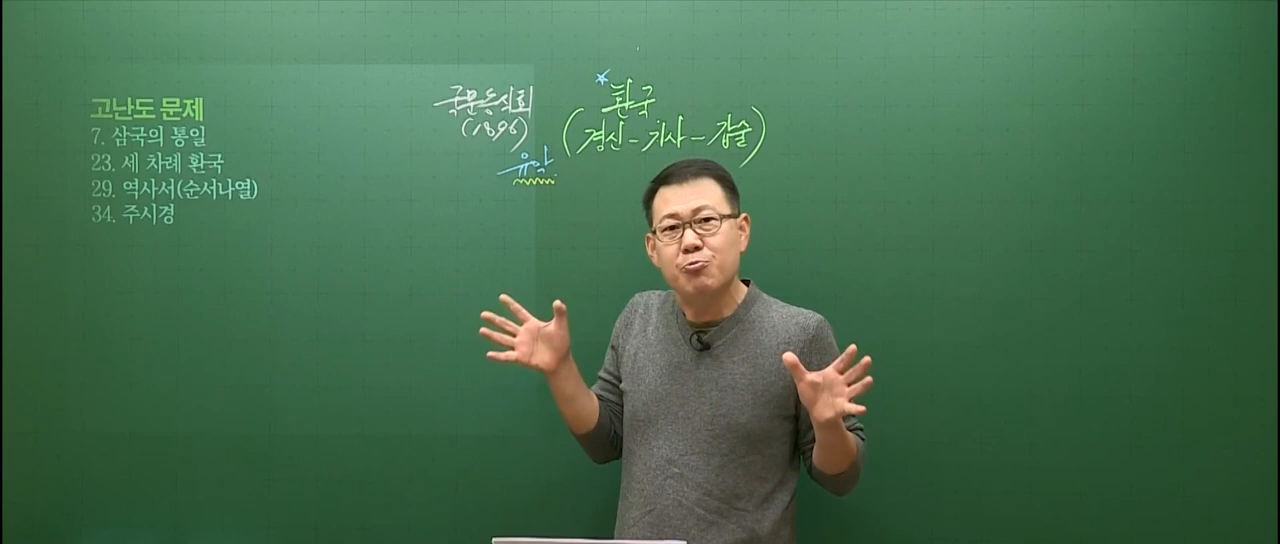 고난도 문제
7. 삼국의 통일
23. 세 차례 환국
29. 역사서(순서나열)
34. 주시경
국문동식회
(1896)
유악
환국
(경신-기사-갑술)